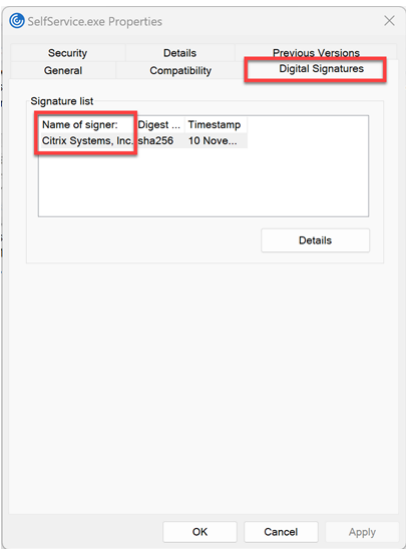 SelfService.exe Properties
Security Details Previous Versions
General Compatibility Digital Signatures
Signature list
Name of signer: Digest ... Timestamp
Citrix Systems, Inc. sha256 10 Nove...
Details
OK Cancel Apply